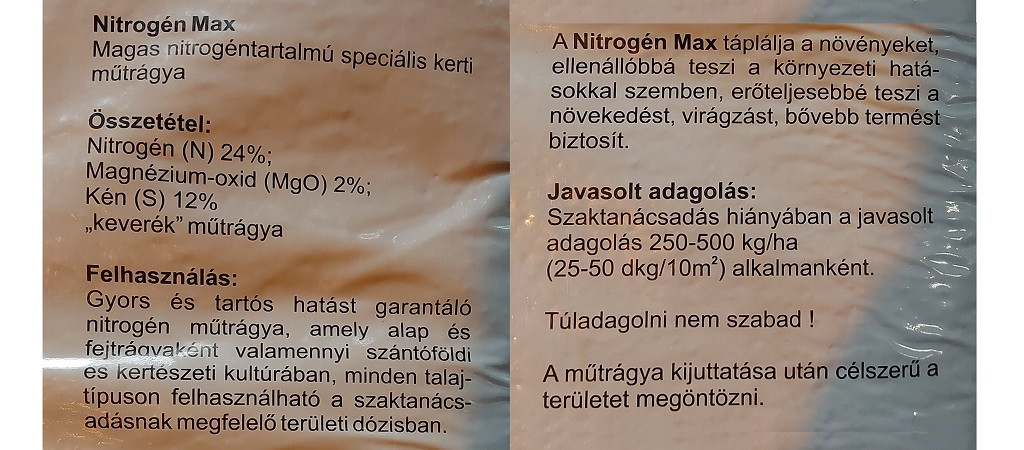 Nitrogén Max
Magas nitrogéntartalmú speciális kerti
műtrágya
Összetétel:
Nitrogén (N) 24%;
Magnézium-oxid (MgO) 2%;
Kén (S) 12%
„keverék” műtrágya
Felhasználás:
Gyors és tartós hatást garantáló
nitrogén műtrágya, amely alap és
fejtrágyaként valamennyi szántóföldi
és kertészeti kultúrában, minden talaj-
típuson felhasználható a szaktanács-
adásnak megfelelő területi dózisban.
A Nitrogén Max táplálja a növényeket,
ellenállóbbá teszi a környezeti hatá-
sokkal szemben, erőteljesebbé teszi a
növekedést, virágzást, bővebb termést
biztosít.
Javasolt adagolás:
Szaktanácsadás hiányában a javasolt
adagolás 250-500 kg/ha
(25-50 dkg/10m²) alkalmanként.
Túladagolni nem szabad !
A műtrágya kijuttatása után célszerű a
területet megöntözni.